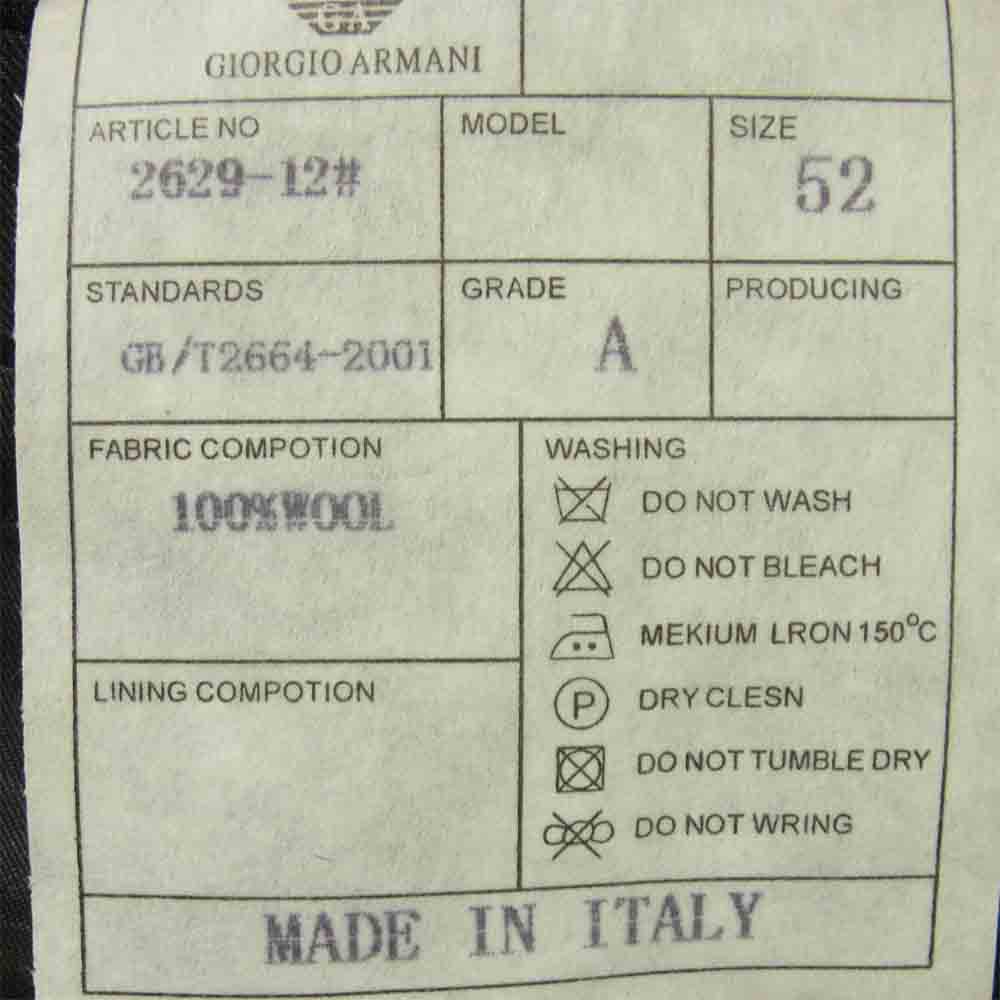 GA
GIORGIO ARMANI
ARTICLE NO
2629-12#
MODEL
SIZE
52
STANDARDS
GB/T2664-2001
GRADE
A
PRODUCING
FABRIC COMPOTION
100%WOOL
LINING COMPOTION
WASHING
DO NOT WASH
DO NOT BLEACH
MEKIUM LRON 150°C
P DRY CLESN
DO NOT TUMBLE DRY
DO NOT WRING
MADE IN ITALY